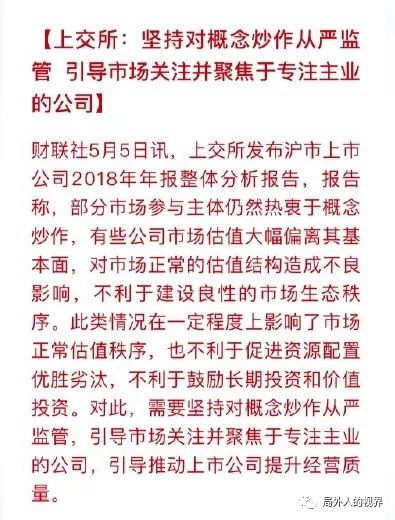 【上交所：坚持对概念炒作从严监
管 引导市场关注并聚焦于专注主业
的公司】
财联社5月5日讯，上交所发布沪市上市
公司2018年年报整体分析报告，报告
称，部分市场参与主体仍然热衷于概念
炒作，有些公司市场估值大幅偏离其基
本面，对市场正常的估值结构造成不良
影响，不利于建设良性的市场生态秩
序。此类情况在一定程度上影响了市场
正常估值秩序，也不利于促进资源配置
优胜劣汰，不利于鼓励长期投资和价值
投资。对此，需要坚持对概念炒作从严
监管，引导市场关注并聚焦于专注主业
的公司，引导推动上市公司提升经营质
量。
局外人的视界